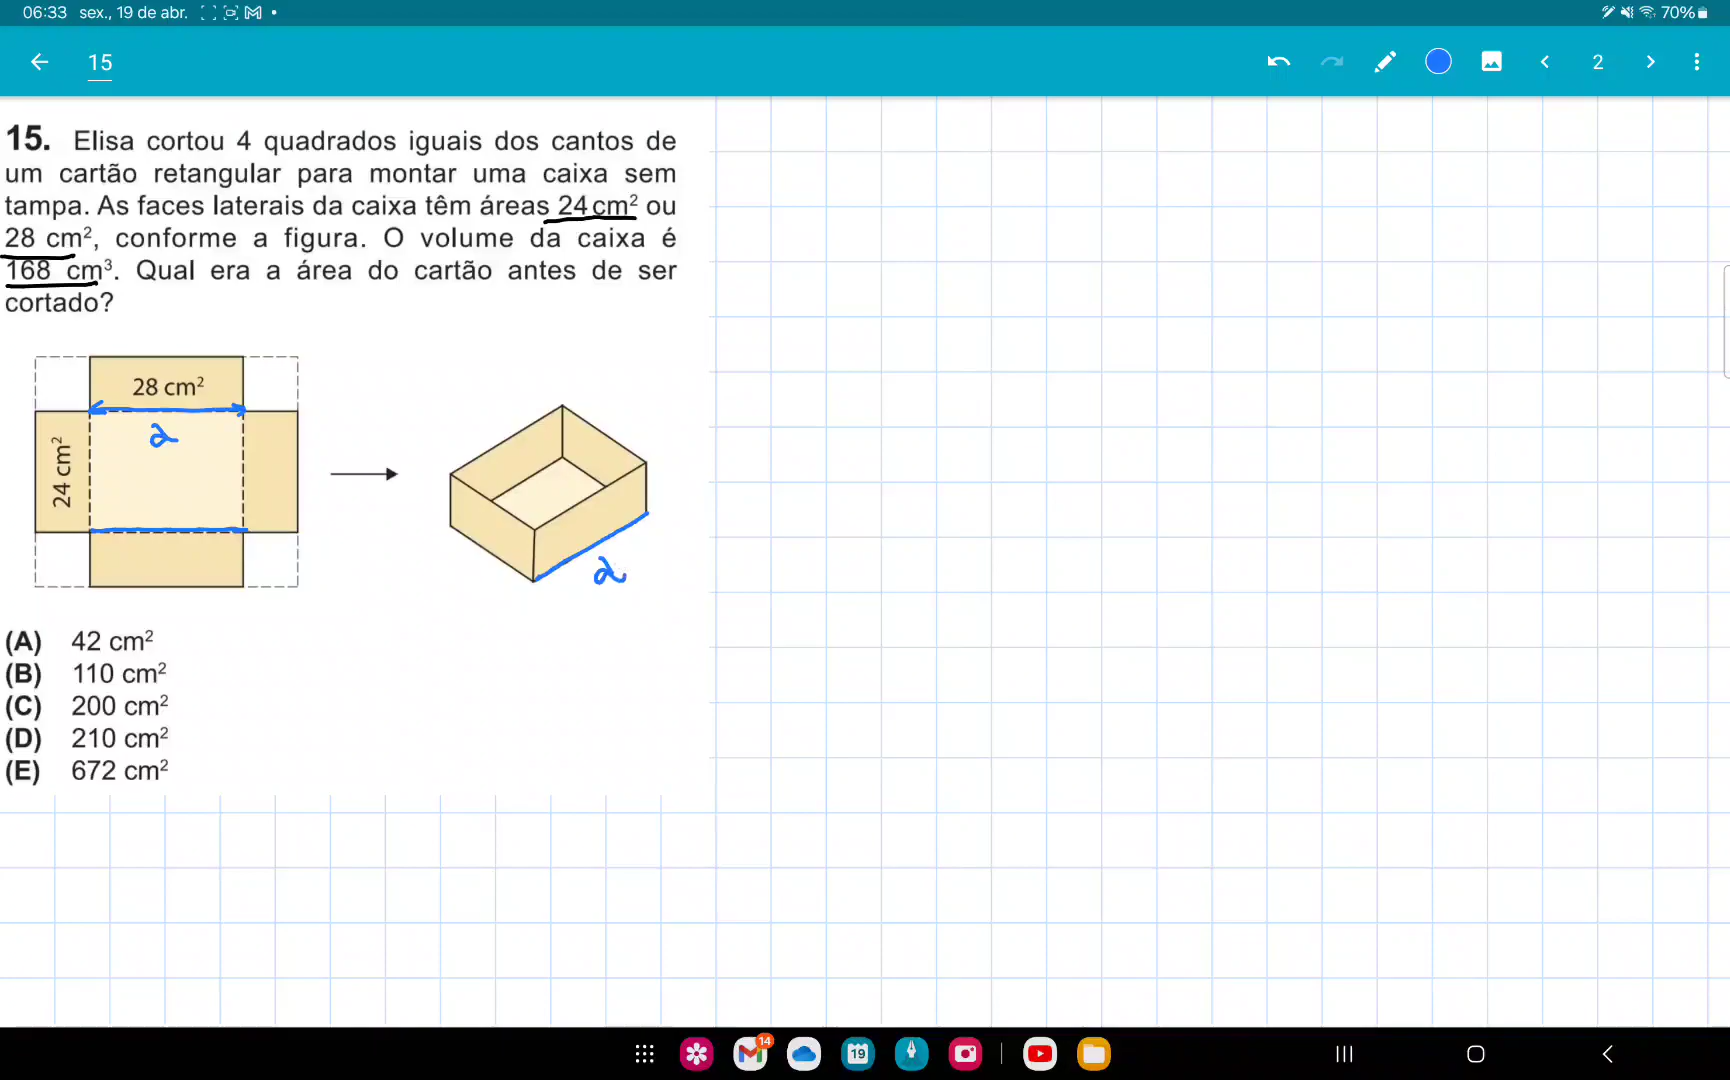 06:33 sex., 19 de abr.
70%
15
2
15. Elisa cortou 4 quadrados iguais dos cantos de
um cartão retangular para montar uma caixa sem
tampa. As faces laterais da caixa têm áreas 24 cm² ou
28 cm², conforme a figura. O volume da caixa é
168 cm³. Qual era a área do cartão antes de ser
cortado?
28 cm²
a
24 cm²
a
(A) 42 cm²
(B) 110 cm²
(C) 200 cm²
(D) 210 cm²
(E) 672 cm²
14
19